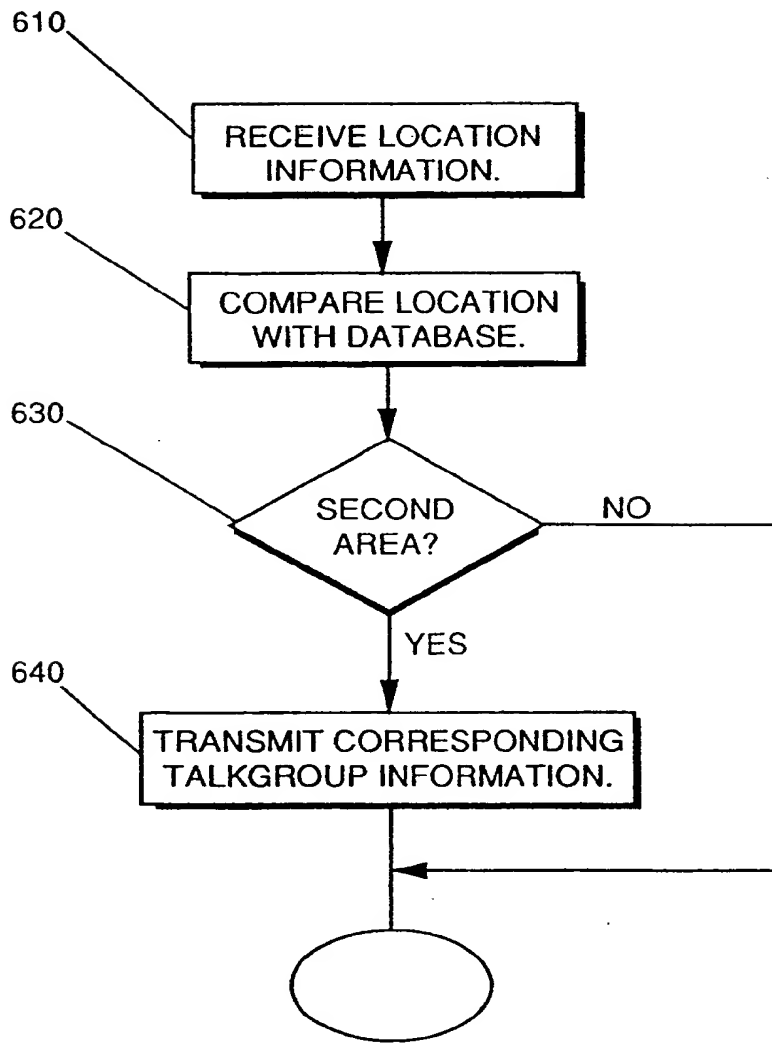 610
RECEIVE LOCATION
INFORMATION.
620
COMPARE LOCATION
WITH DATABASE.
630
SECOND
AREA?
NO
YES
640
TRANSMIT CORRESPONDING
TALKGROUP INFORMATION.